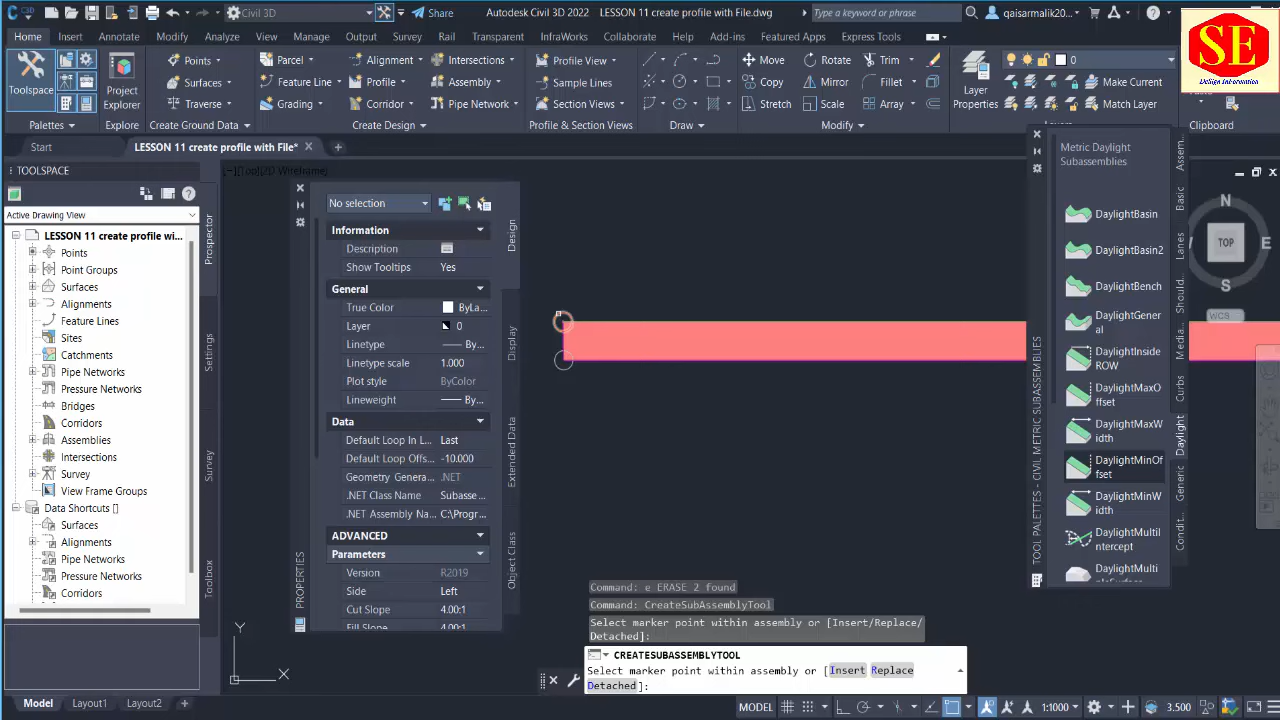 C3D
Civil 3D
Share
Autodesk Civil 3D 2022
LESSON 11 create profile with File.dwg
Type a keyword or phrase
qaisarmalik20...
SE
Design Information
Home
Insert
Annotate
Modify
Analyze
View
Manage
Output
Survey
Rail
Collaborate
Help
Add-ins
Featured Apps
Express Tools
Toolspace
Project
Explorer
Points
Surfaces
Traverse
Parcel
Feature Line
Grading
Alignment
Profile
Corridor
Intersections
Assembly
Pipe Network
Profile View
Sample Lines
Section Views
Move
Rotate
Trim
Copy
Mirror
Fillet
Stretch
Scale
Array
Layer
Properties
0
Make Current
Match Layer
Palettes
Explore
Create Ground Data
Create Design
Profile & Section Views
Draw
Modify
Clipboard
Start
LESSON 11 create profile with File*
TOOLSPACE
Active Drawing View
LESSON 11 create profile wi...
Points
Point Groups
Surfaces
Alignments
Feature Lines
Sites
Catchments
Pipe Networks
Pressure Networks
Bridges
Corridors
Assemblies
Intersections
Survey
View Frame Groups
Data Shortcuts []
Surfaces
Alignments
Pipe Networks
Pressure Networks
Corridors
Prospector
Settings
Survey
Toolbox
[−][Top][2D Wireframe]
No selection
Information
Description
Show Tooltips Yes
General
True Color ByLa...
Layer 0
Linetype By...
Linetype scale 1.000
Plot style ByColor
Lineweight By...
Data
Default Loop In L... Last
Default Loop Offs... -10.000
Geometry Genera... .NET
.NET Class Name Subasse...
.NET Assembly Na... C:\Progr...
ADVANCED
Parameters
Version R2019
Side Left
Cut Slope 4.00:1
Fill Slope 4.00:1
Design
Display
Extended Data
Object Class
PROPERTIES
Metric Daylight
Subassemblies
DaylightBasin
DaylightBasin2
DaylightBench
DaylightGener
al
DaylightInside
ROW
DaylightMaxO
ffset
DaylightMaxW
idth
DaylightMinOf
fset
DaylightMinW
idth
DaylightMulti
ntercept
DaylightMulti
Assem...
Basic
Lanes
Shoul...
Media...
Curbs
Daylight
Generic
Condit...
TOOL PALETTES - CIVIL METRIC SUBASSEMBLIES
N
TOP
E
S
WCS
Y
X
Command: e ERASE 2 found
Command: CreateSubAssemblyTool
Select marker point within assembly or [Insert/Replace/
Detached]:
CREATESUBASSEMBLYTOOL
Select marker point within assembly or [Insert Replace
Detached]:
Model
Layout1
Layout2
MODEL
1:1000
3.500